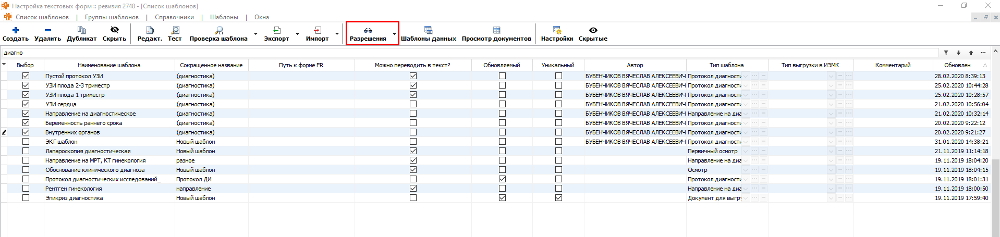 Настройка текстовых форм :: ревизия 2748 - [Список шаблонов]
Список шаблонов | Группы шаблонов | Справочники | Шаблоны | Окна
Создать Удалить Дубликат Скрыть Редакт. Тест Проверка шаблона Экспорт Импорт Разрешения Шаблоны данных Просмотр документов Настройки Скрытые
диагно
Выбор Наименование шаблона Сокращенное название Путь к форме FR Можно переводить в текст? Обновляемый Уникальный Автор Тип шаблона Тип выгрузки в ИЭМК Комментарий Обновлен
Пустой протокол УЗИ (диагностика) БУБЕНЧИКОВ ВЯЧЕСЛАВ АЛЕКСЕЕВИЧ Протокол диагности 28.02.2020 8:39:13
УЗИ плода 2-3 триместр (диагностика) БУБЕНЧИКОВ ВЯЧЕСЛАВ АЛЕКСЕЕВИЧ Протокол диагности 25.02.2020 10:44:28
УЗИ плода 1 триместр (диагностика) БУБЕНЧИКОВ ВЯЧЕСЛАВ АЛЕКСЕЕВИЧ Протокол диагности 25.02.2020 10:28:57
УЗИ сердца (диагностика) БУБЕНЧИКОВ ВЯЧЕСЛАВ АЛЕКСЕЕВИЧ Протокол диагности 21.02.2020 10:56:04
Направление на диагностическое (диагностика) БУБЕНЧИКОВ ВЯЧЕСЛАВ АЛЕКСЕЕВИЧ Направление на диа 21.02.2020 10:32:14
Беременность раннего срока (диагностика) БУБЕНЧИКОВ ВЯЧЕСЛАВ АЛЕКСЕЕВИЧ Протокол диагности 20.02.2020 9:22:12
Внутренних органов (диагностика) БУБЕНЧИКОВ ВЯЧЕСЛАВ АЛЕКСЕЕВИЧ Протокол диагности 20.02.2020 9:21:27
ЭКГ шаблон Новый шаблон БУБЕНЧИКОВ ВЯЧЕСЛАВ АЛЕКСЕЕВИЧ Протокол диагности 31.01.2020 14:38:21
Лапароскопия диагностическая Новый шаблон Первичный осмотр 21.11.2019 11:14:18
Направление на МРТ, КТ гинекология разное Направление на диа 19.11.2019 18:04:20
Обоснование клинического диагноза Новый шаблон Осмотр 19.11.2019 18:04:15
Протокол диагностических исследований_ Протокол ДИ Протокол диагности 19.11.2019 18:01:31
Рентген гинекология направление Направление на диа 19.11.2019 18:00:50
Эпикриз диагностика Новый шаблон Документ для выгру 19.11.2019 17:59:40